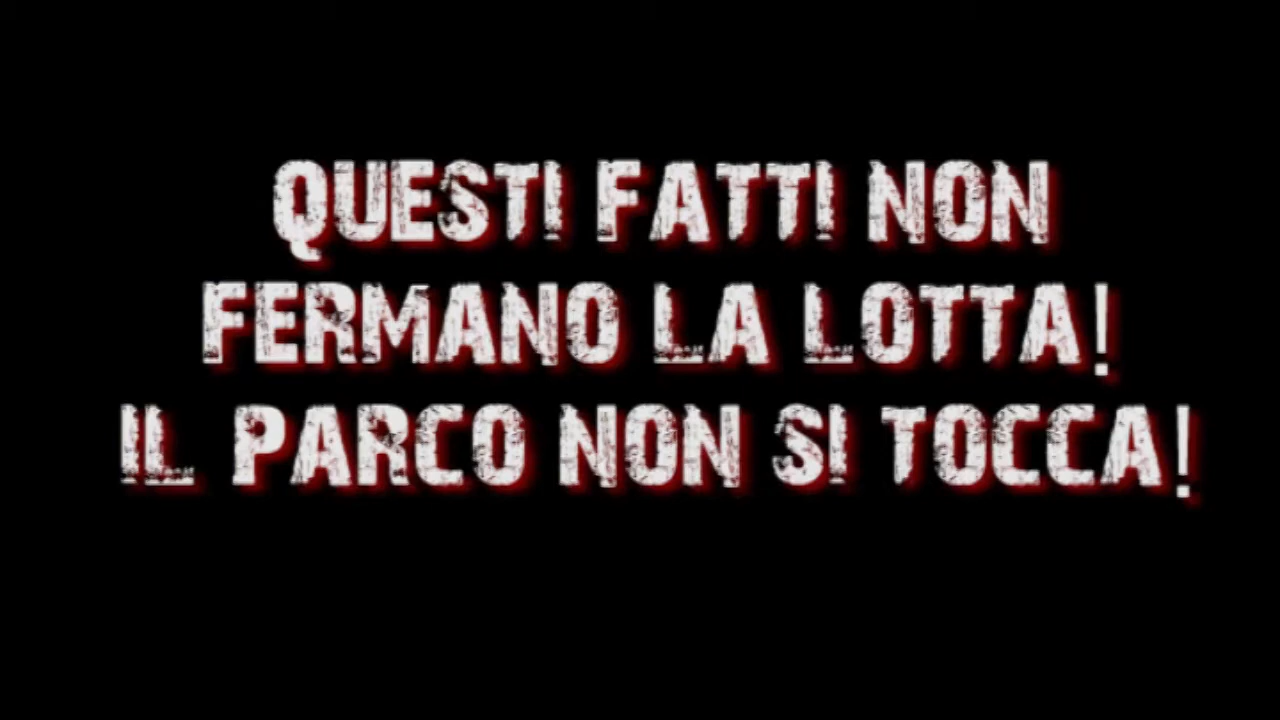 QUESTI FATTI NON
FERMANO LA LOTTA!
IL PARCO NON SI TOCCA!